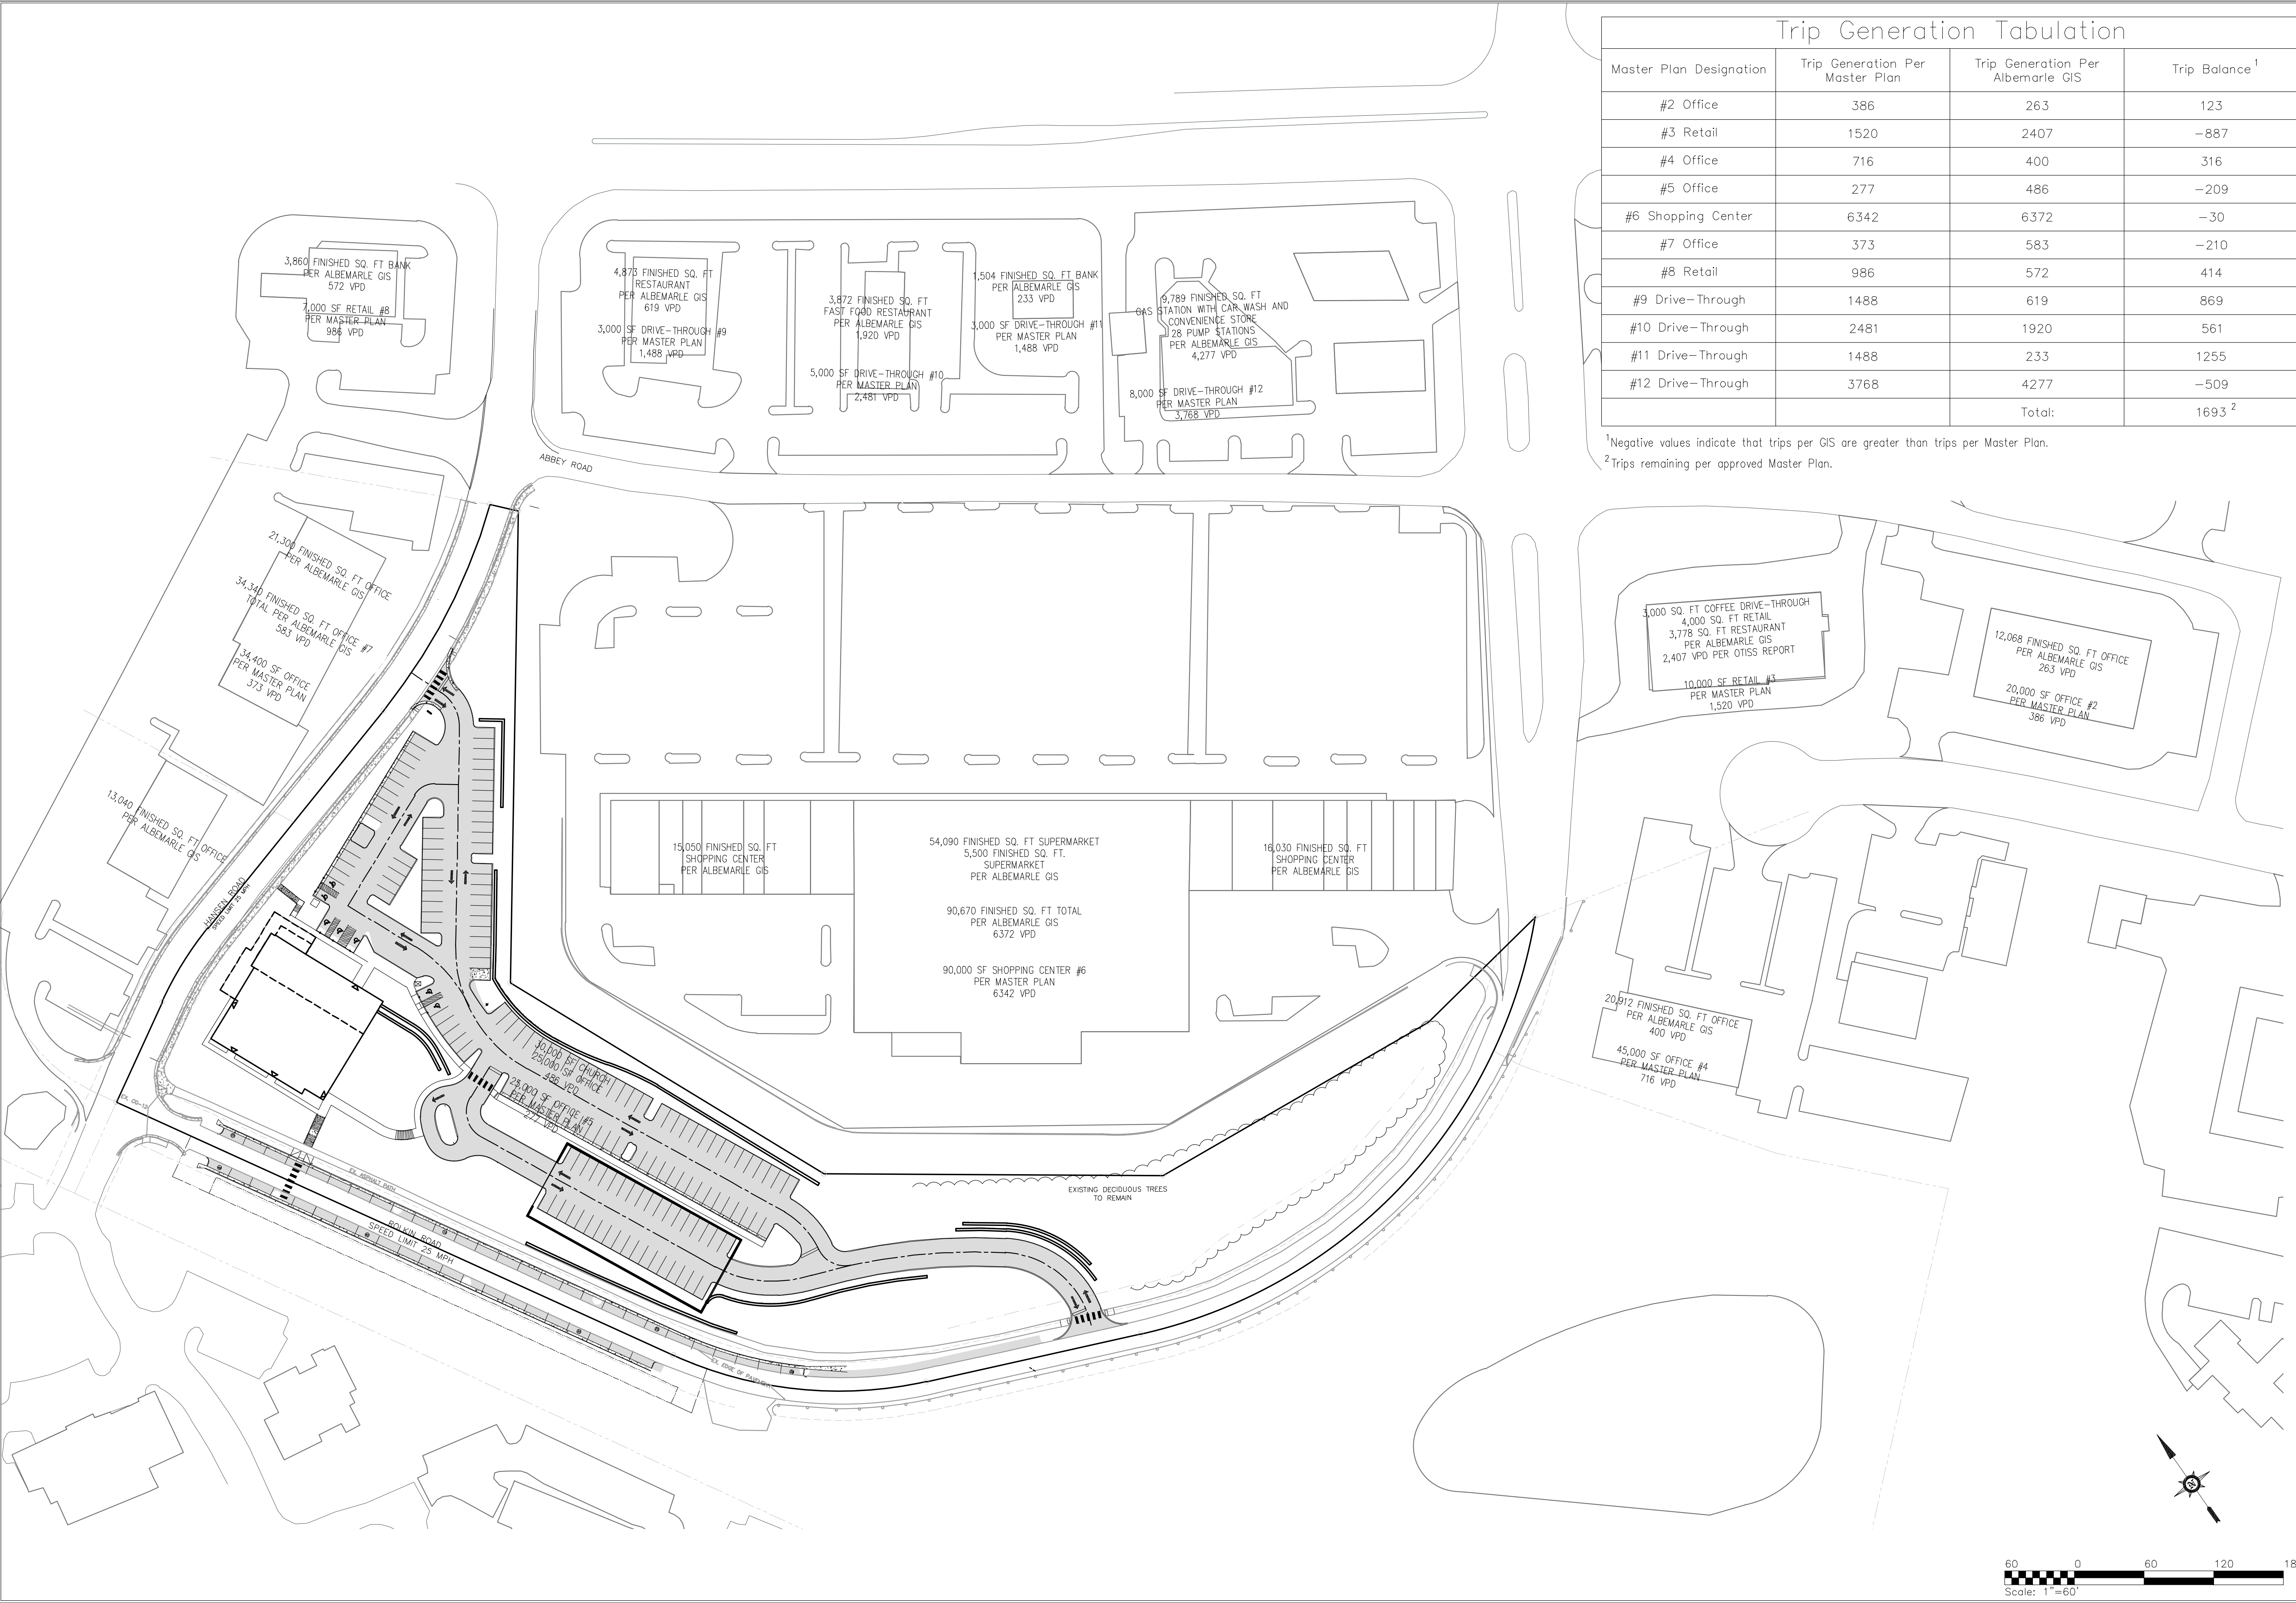 Trip Generation Tabulation
Master Plan Designation
Trip Generation Per
Master Plan
Trip Generation Per
Albemarle GIS
Trip Balance 1
#2 Office 386 263 123
#3 Retail 1520 2407 -887
#4 Office 716 400 316
#5 Office 277 486 -209
#6 Shopping Center 6342 6372 -30
#7 Office 373 583 -210
#8 Retail 986 572 414
#9 Drive-Through 1488 619 869
#10 Drive-Through 2481 1920 561
#11 Drive-Through 1488 233 1255
#12 Drive-Through 3768 4277 -509
Total: 1693 2
1Negative values indicate that trips per GIS are greater than trips per Master Plan.
2Trips remaining per approved Master Plan.
3,860 FINISHED SQ. FT BANK
PER ALBEMARLE GIS
572 VPD
7,000 SF RETAIL #8
PER MASTER PLAN
986 VPD
4,873 FINISHED SQ. FT
RESTAURANT
PER ALBEMARLE GIS
619 VPD
3,000 SF DRIVE-THROUGH #9
PER MASTER PLAN
1,488 VPD
3,872 FINISHED SQ. FT
FAST FOOD RESTAURANT
PER ALBEMARLE GIS
1,920 VPD
5,000 SF DRIVE-THROUGH #10
PER MASTER PLAN
2,481 VPD
1,504 FINISHED SQ. FT BANK
PER ALBEMARLE GIS
233 VPD
3,000 SF DRIVE-THROUGH #11
PER MASTER PLAN
1,488 VPD
9,789 FINISHED SQ. FT
GAS STATION WITH CAR WASH AND
CONVENIENCE STORE
28 PUMP STATIONS
PER ALBEMARLE GIS
4,277 VPD
8,000 SF DRIVE-THROUGH #12
PER MASTER PLAN
3,768 VPD
ABBEY ROAD
21,300 FINISHED SQ. FT OFFICE
PER ALBEMARLE GIS
34,340 FINISHED SQ. FT OFFICE #7
TOTAL PER ALBEMARLE GIS
583 VPD
34,400 SF OFFICE
PER MASTER PLAN
373 VPD
13,040 FINISHED SQ. FT OFFICE
PER ALBEMARLE GIS
HANSEN ROAD
SPEED LIMIT 25 MPH
3,000 SQ. FT COFFEE DRIVE-THROUGH
4,000 SQ. FT RETAIL
3,778 SQ. FT RESTAURANT
PER ALBEMARLE GIS
2,407 VPD PER OTISS REPORT
10,000 SF RETAIL #3
PER MASTER PLAN
1,520 VPD
12,068 FINISHED SQ. FT OFFICE
PER ALBEMARLE GIS
263 VPD
20,000 SF OFFICE #2
PER MASTER PLAN
386 VPD
15,050 FINISHED SQ. FT
SHOPPING CENTER
PER ALBEMARLE GIS
54,090 FINISHED SQ. FT SUPERMARKET
5,500 FINISHED SQ. FT.
SUPERMARKET
PER ALBEMARLE GIS
90,670 FINISHED SQ. FT TOTAL
PER ALBEMARLE GIS
6372 VPD
90,000 SF SHOPPING CENTER #6
PER MASTER PLAN
6342 VPD
16,030 FINISHED SQ. FT
SHOPPING CENTER
PER ALBEMARLE GIS
20,912 FINISHED SQ. FT OFFICE
PER ALBEMARLE GIS
400 VPD
45,000 SF OFFICE #4
PER MASTER PLAN
716 VPD
30,000 SF CHURCH
25,000 SF OFFICE
486 VPD
25,000 SF OFFICE #5
PER MASTER PLAN
277 VPD
EXISTING DECIDUOUS TREES
TO REMAIN
EX. CG-12
EX. ASPHALT PATH
ROLKIN ROAD
SPEED LIMIT 25 MPH
EX. EDGE OF PAVEMENT
N
60 0 60 120 18
Scale: 1"=60'